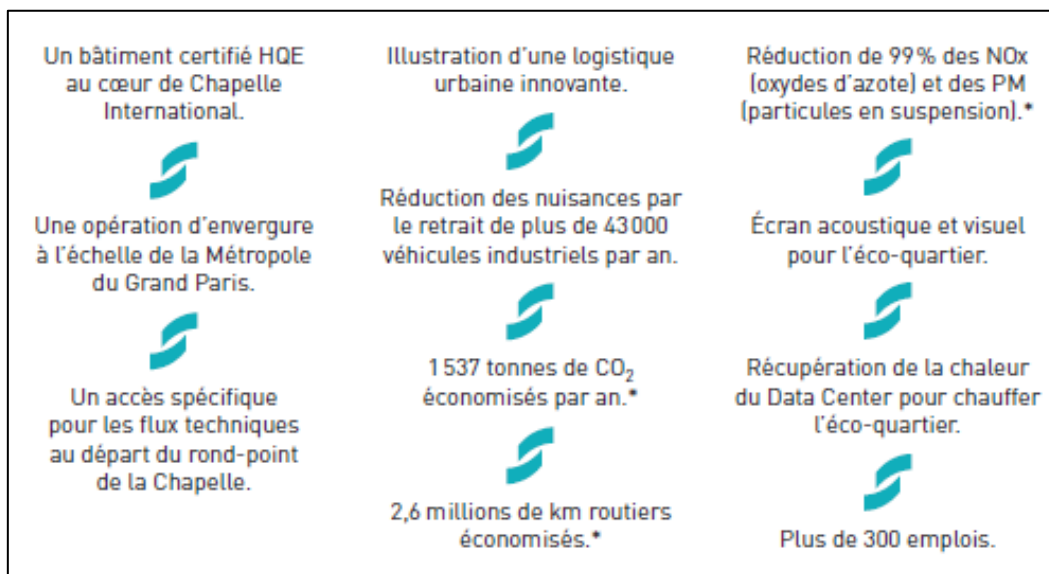 Un bâtiment certifié HQE
au cœur de Chapelle
International.
Une opération d'envergure
à l'échelle de la Métropole
du Grand Paris.
Un accès spécifique
pour les flux techniques
au départ du rond-point
de la Chapelle.
Illustration d'une logistique
urbaine innovante.
Réduction des nuisances par
le retrait de plus de 43 000
véhicules industriels par an.
1 537 tonnes de CO₂
économisés par an.*
2,6 millions de km routiers
économisés.*
Réduction de 99 % des NOx
(oxydes d'azote) et des PM
(particules en suspension).*
Écran acoustique et visuel
pour l'éco-quartier.
Récupération de la chaleur
du Data Center pour chauffer
l'éco-quartier.
Plus de 300 emplois.